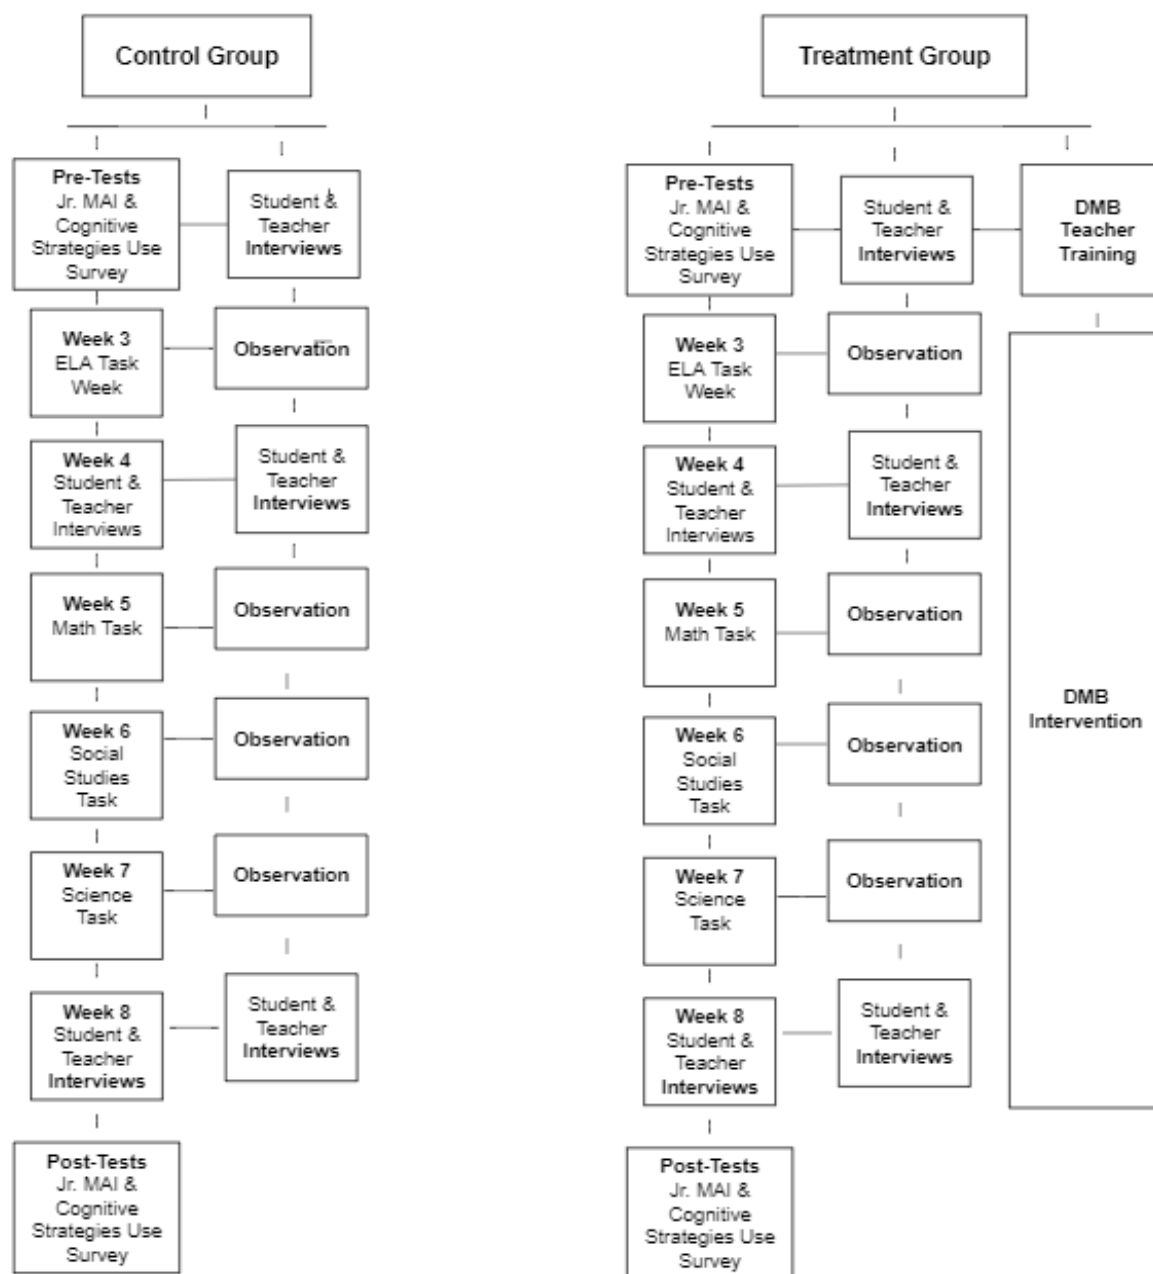 Control Group
Pre-Tests
Jr. MAI &
Cognitive
Strategies Use
Survey
Student &
Teacher
Interviews
Week 3
ELA Task
Week
Observation
Week 4
Student &
Teacher
Interviews
Student &
Teacher
Interviews
Week 5
Math Task
Observation
Week 6
Social
Studies
Task
Observation
Week 7
Science
Task
Observation
Week 8
Student &
Teacher
Interviews
Student &
Teacher
Interviews
Post-Tests
Jr. MAI &
Cognitive
Strategies Use
Survey
Treatment Group
Pre-Tests
Jr. MAI &
Cognitive
Strategies Use
Survey
Student &
Teacher
Interviews
DMB
Teacher
Training
Week 3
ELA Task
Week
Observation
Week 4
Student &
Teacher
Interviews
Student &
Teacher
Interviews
Week 5
Math Task
Observation
Week 6
Social
Studies
Task
Observation
Week 7
Science
Task
Observation
Week 8
Student &
Teacher
Interviews
Student &
Teacher
Interviews
DMB
Intervention
Post-Tests
Jr. MAI &
Cognitive
Strategies Use
Survey